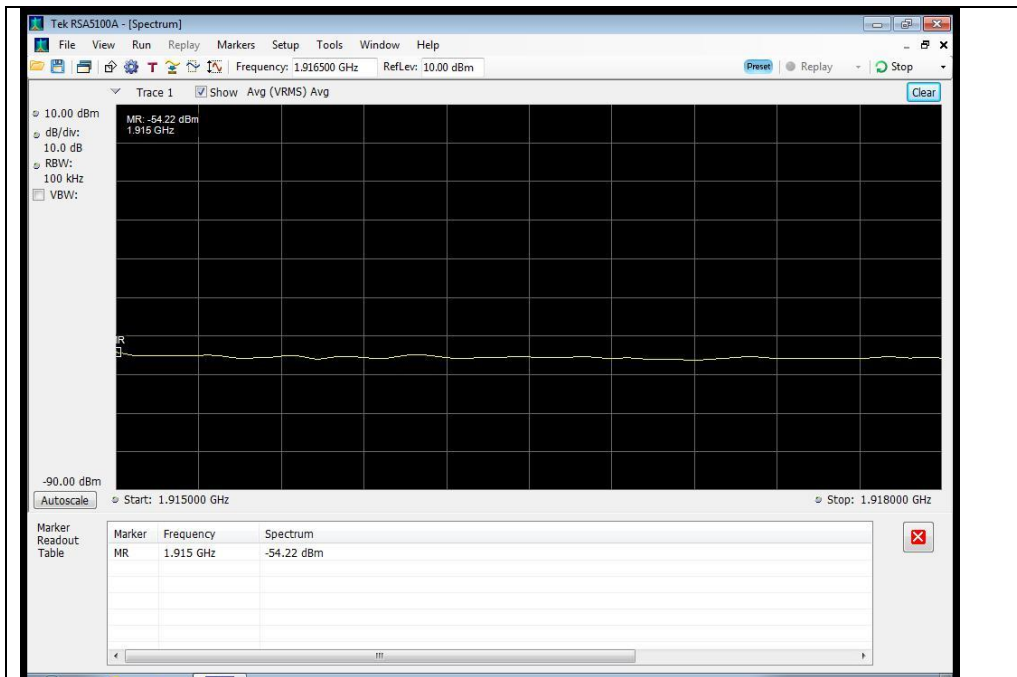 Tek RSA5100A - [Spectrum]
File View Run Replay Markers Setup Tools Window Help
T Frequency: 1.916500 GHz RefLev: 10.00 dBm Preset Replay Stop
Trace 1 Show Avg (VRMS) Avg Clear
10.00 dBm
dB/div:
10.0 dB
RBW:
100 kHz
VBW:
MR: -54.22 dBm
1.915 GHz
R
-90.00 dBm
Autoscale Start: 1.915000 GHz Stop: 1.918000 GHz
Marker
Readout
Table
Marker Frequency Spectrum
MR 1.915 GHz -54.22 dBm